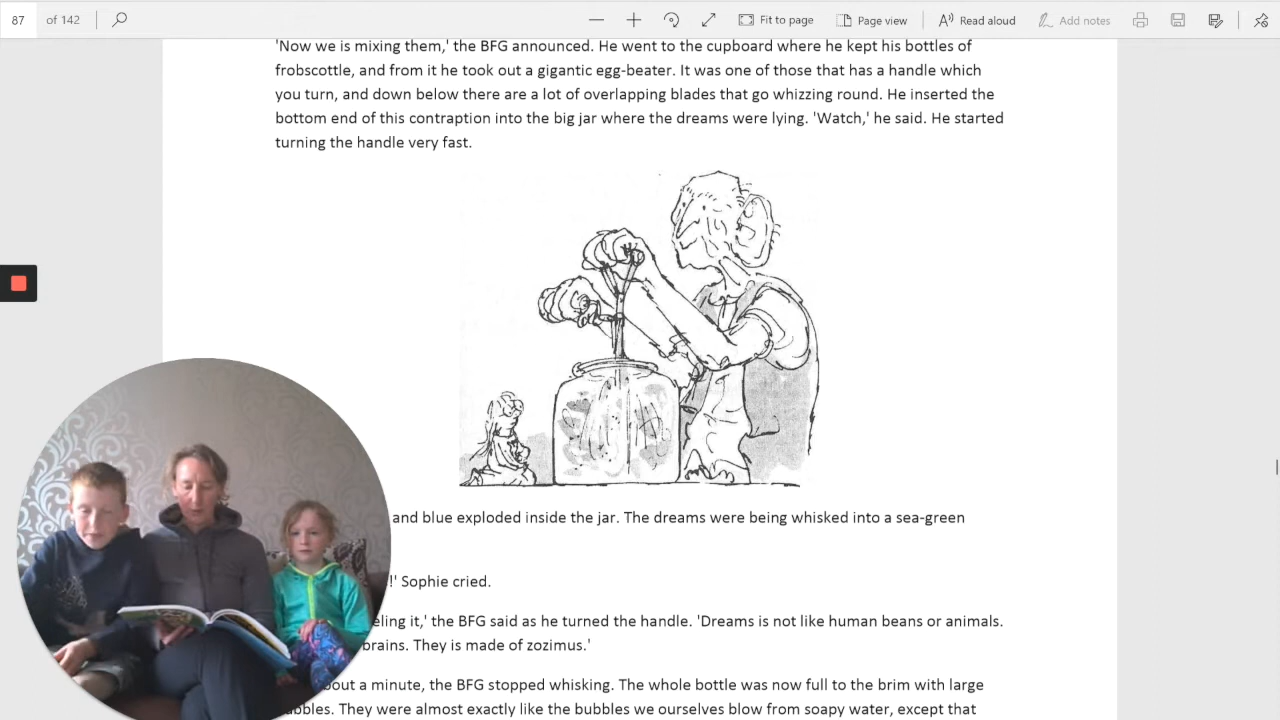 87 of 142 Fit to page Page view Read aloud Add notes
'Now we is mixing them,' the BFG announced. He went to the cupboard where he kept his bottles of
frobscottle, and from it he took out a gigantic egg-beater. It was one of those that has a handle which
you turn, and down below there are a lot of overlapping blades that go whizzing round. He inserted the
bottom end of this contraption into the big jar where the dreams were lying. 'Watch,' he said. He started
turning the handle very fast.
and blue exploded inside the jar. The dreams were being whisked into a sea-green
!' Sophie cried.
eling it,' the BFG said as he turned the handle. 'Dreams is not like human beans or animals.
brains. They is made of zozimus.'
bout a minute, the BFG stopped whisking. The whole bottle was now full to the brim with large
bbles. They were almost exactly like the bubbles we ourselves blow from soapy water, except that